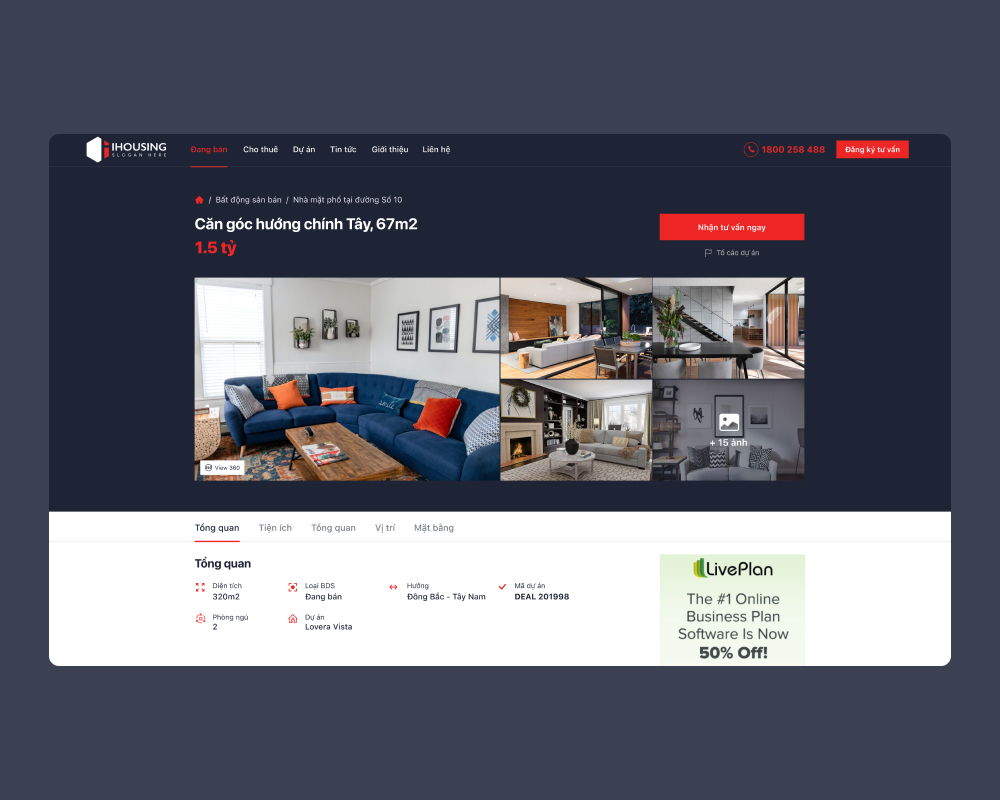 IHOUSING
SLOGAN HERE
Đang bán
Cho thuê
Dự án
Tin tức
Giới thiệu
Liên hệ
1800 258 488
Đăng ký tư vấn
/ Bất động sản bán / Nhà mặt phố tại đường Số 10
Căn góc hướng chính Tây, 67m2
1.5 tỷ
Nhận tư vấn ngay
Tố cáo dự án
View 360
+ 15 ảnh
Tổng quan
Tiện ích
Tổng quan
Vị trí
Mặt bằng
Tổng quan
Diện tích
320m2
Loại BDS
Đang bán
Hướng
Đông Bắc - Tây Nam
Mã dự án
DEAL 201998
Phòng ngủ
2
Dự án
Lovera Vista
LivePlan
The #1 Online
Business Plan
Software Is Now
50% Off!